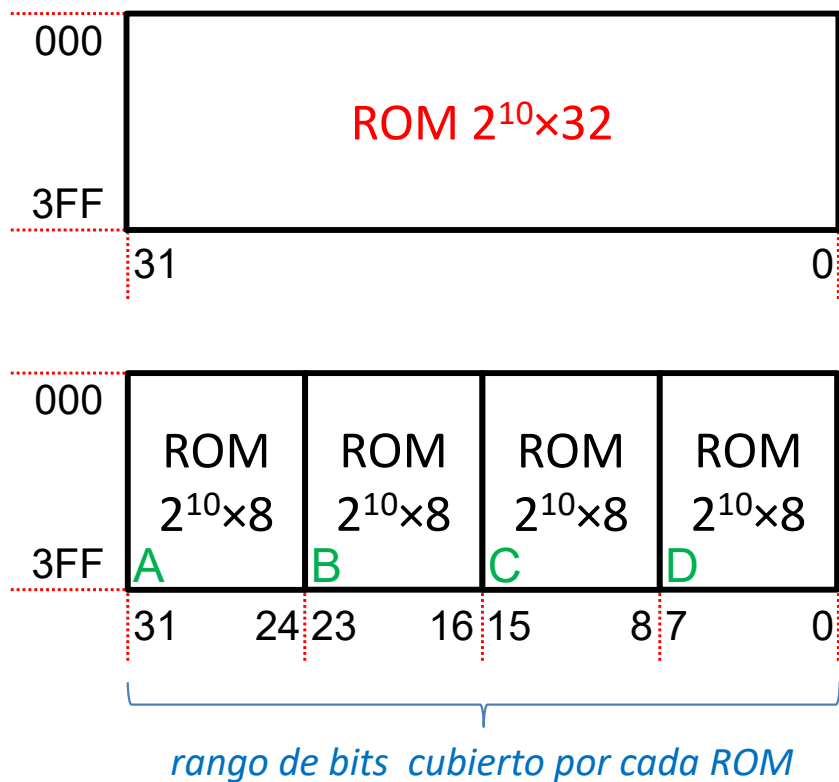 000
ROM 2¹⁰×32
3FF
31 0
000
ROM ROM ROM ROM
2¹⁰×8 2¹⁰×8 2¹⁰×8 2¹⁰×8
3FF A B C D
31 24 23 16 15 8 7 0
rango de bits cubierto por cada ROM